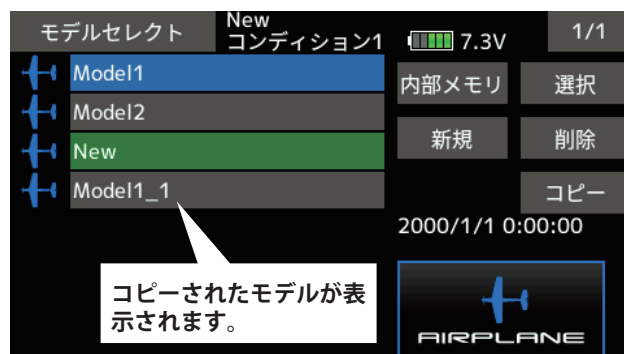 モデルセレクト
New
コンディション1
7.3V
1/1
Model1
Model2
New
Model1_1
内部メモリ
選択
新規
削除
コピー
2000/1/1 0:00:00
コピーされたモデルが表
示されます。
AIRPLANE